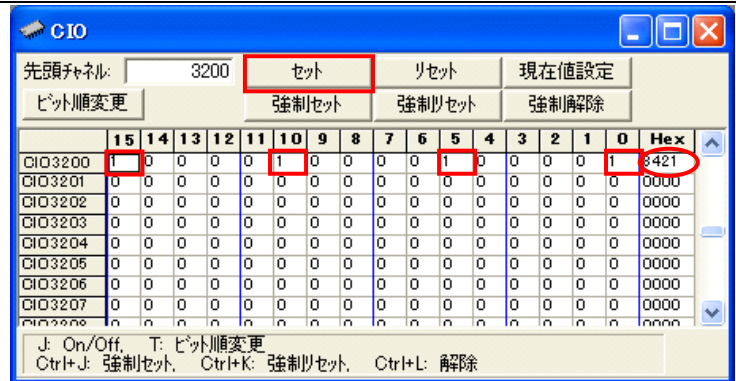 CIO
先頭チャネル: 3200 セット リセット 現在値設定
ビット順変更 強制セット 強制リセット 強制解除
15 14 13 12 11 10 9 8 7 6 5 4 3 2 1 0 Hex
CIO3200 1 0 0 0 0 1 0 0 0 0 1 0 0 0 0 1 8421
CIO3201 0 0 0 0 0 0 0 0 0 0 0 0 0 0 0 0 0000
CIO3202 0 0 0 0 0 0 0 0 0 0 0 0 0 0 0 0 0000
CIO3203 0 0 0 0 0 0 0 0 0 0 0 0 0 0 0 0 0000
CIO3204 0 0 0 0 0 0 0 0 0 0 0 0 0 0 0 0 0000
CIO3205 0 0 0 0 0 0 0 0 0 0 0 0 0 0 0 0 0000
CIO3206 0 0 0 0 0 0 0 0 0 0 0 0 0 0 0 0 0000
CIO3207 0 0 0 0 0 0 0 0 0 0 0 0 0 0 0 0 0000
J: On/Off, T: ビット順変更
Ctrl+J: 強制セット, Ctrl+K: 強制リセット, Ctrl+L: 解除